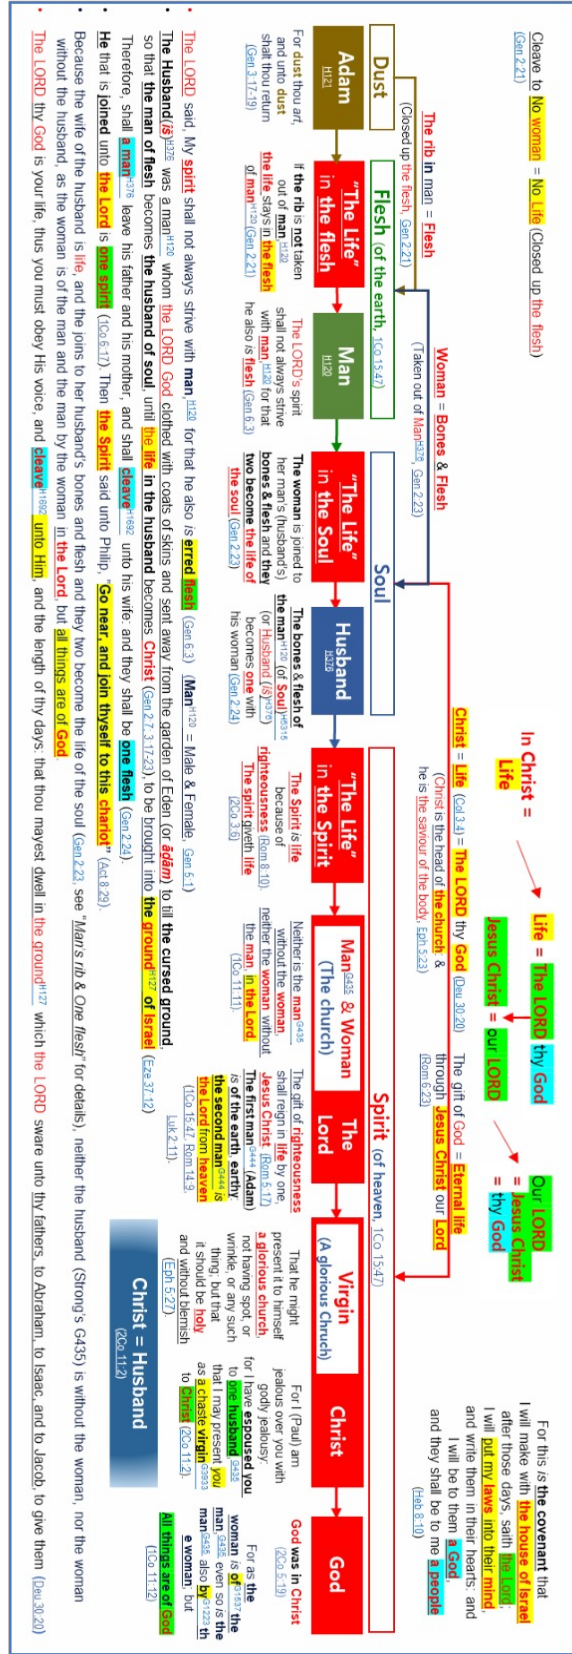 Cleave to No woman = No Life (Closed up the flesh)
(Gen 2:21)
In Christ =
Life
Life = The LORD thy God
Jesus Christ = our LORD
Our LORD
= Jesus Christ
= thy God
For this is the covenant that
I will make with the house of Israel
after those days, saith the Lord;
I will put my laws into their mind,
and write them in their hearts: and
I will be to them a God,
and they shall be to me a people
(Heb 8:10)
The rib in man = Flesh
(Closed up the flesh, Gen 2:21)
Woman = Bones & Flesh
(Taken out of Man H376, Gen 2:23)
Christ = Life (Col 3:4) = The LORD thy God (Deu 30:20)
(Christ is the head of the church &
he is the saviour of the body, Eph 5:23)
The gift of God = Eternal life
through Jesus Christ our Lord
(Rom 6:23)
Dust
Flesh (of the earth, 1Co 15:47)
Soul
Spirit (of heaven, 1Co 15:47)
Adam
H121
"The Life"
in the flesh
Man
H120
"The Life"
in the Soul
Husband
H376
"The Life"
in the Spirit
Man G435 & Woman
(The church)
The
Lord
Virgin
(A glorious Chruch)
Christ
God
For dust thou art,
and unto dust
shalt thou return
(Gen 3:17-19)
If the rib is not taken
out of man H120
the life stays in the flesh
of man H120 (Gen 2:21)
The LORD's spirit
shall not always strive
with man, H120 for that
he also is flesh (Gen 6:3)
The woman is joined to
her man's (husband's)
bones & flesh and they
two become the life of
the soul (Gen 2:23)
The bones & flesh of
the man H120 (of Soul) H5315
(or Husband (is) H376)
becomes one with
his woman (Gen 2:24)
The Spirit is life
because of
righteousness (Rom 8:10).
The spirit giveth life
(2Co 3:6)
Neither is the man G435
without the woman,
neither the woman without
the man, in the Lord.
(1Co 11:11).
The gift of righteousness
shall reign in life by one,
Jesus Christ (Rom 5:17)
The first man G444 (Adam)
is of the earth, earthy:
the second man G444 is
the Lord from heaven
(1Co 15:47, Rom 14:9,
Luk 2:11).
That he might
present it to himself
a glorious church,
not having spot, or
wrinkle, or any such
thing; but that
it should be holy
and without blemish
(Eph 5:27).
For I (Paul) am
jealous over you with
godly jealousy:
for I have espoused you
to one husband, G435
that I may present you
as a chaste virgin G3933
to Christ (2Co 11:2).
Christ = Husband
(2Co 11:2)
God was in Christ
(2Co 5:19)
For as the
woman is of G1537 the
man, G435 even so is the
man G435 also by G1223 th
e woman; but
All things are of God
(1Co 11:12)
• The LORD said, My spirit shall not always strive with man, H120 for that he also is erred flesh (Gen 6:3) (Man H120 = Male & Female, Gen 5:1)
The Husband (is) H376 was a man H120 whom the LORD God clothed with coats of skins and sent away from the garden of Eden (or ādām) to till the cursed ground,
so that the man of flesh becomes the husband of soul until the life in the husband becomes Christ (Gen 2:7, 3:17-23), to be brought into the ground H127 of Israel (Eze 37:12)
Therefore, shall a man H376 leave his father and his mother, and shall cleave H1692 unto his wife: and they shall be one flesh (Gen 2:24).
• He that is joined unto the Lord is one spirit (1Co 6:17). Then the Spirit said unto Philip, "Go near, and join thyself to this chariot" (Act 8:29).
• Because the wife of the husband is life, and the joins to her husband's bones and flesh and they two become the life of the soul (Gen 2:23, see "Man's rib & One flesh" for details), neither the husband (Strong's G435) is without the woman, nor the woman
without the husband, as the woman is of the man and the man by the woman in the Lord, but all things are of God.
• The LORD thy God is your life, thus you must obey His voice, and cleave H1692 unto Him, and the length of thy days: that thou mayest dwell in the ground H127 which the LORD sware unto thy fathers, to Abraham, to Isaac, and to Jacob, to give them (Deu 30:20)